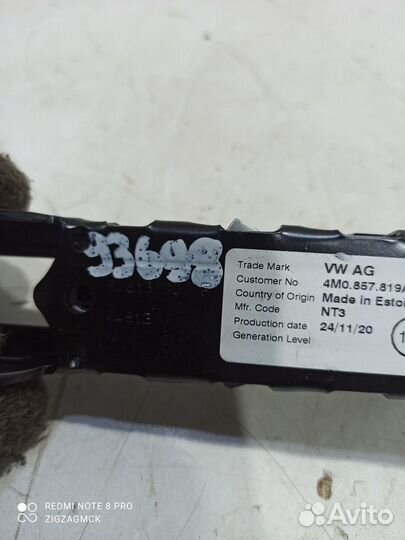 93698
Trade Mark VW AG
Customer No 4M0.857.819A
Country of Origin Made in Esto
Mfr. Code NT3
Production date 24/11/20
Generation Level
REDMI NOTE 8 PRO
ZIGZAGMCK
Avito